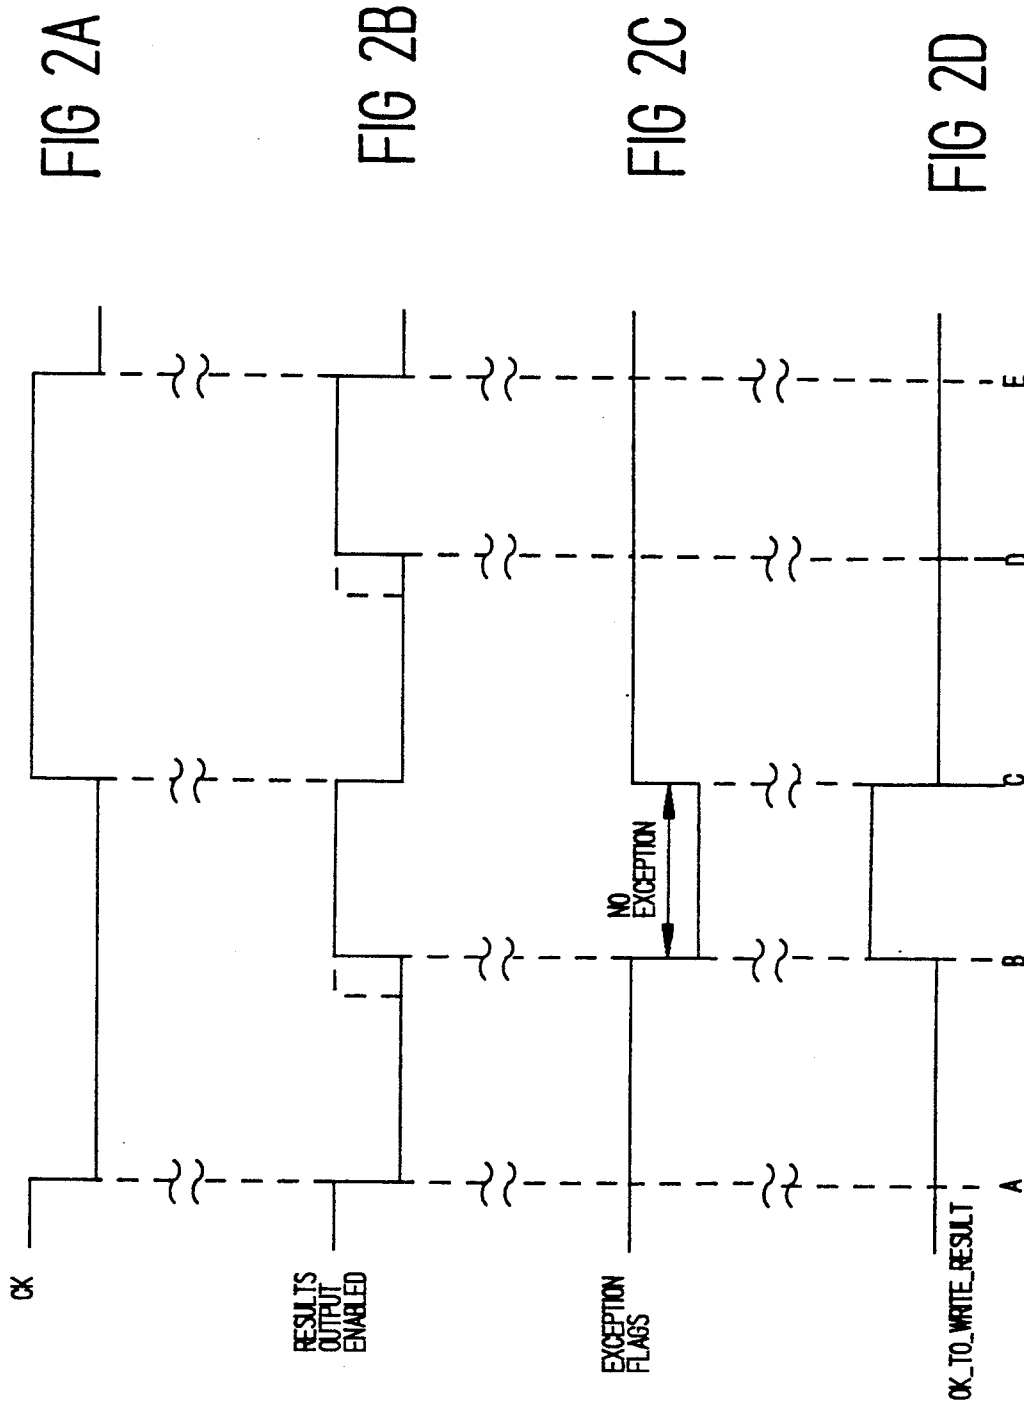 CK
FIG 2A
RESULTS
OUTPUT
ENABLED
FIG 2B
EXCEPTION
FLAGS
NO
EXCEPTION
FIG 2C
OK_TO_WRITE_RESULT
FIG 2D
A
B
C
D
E